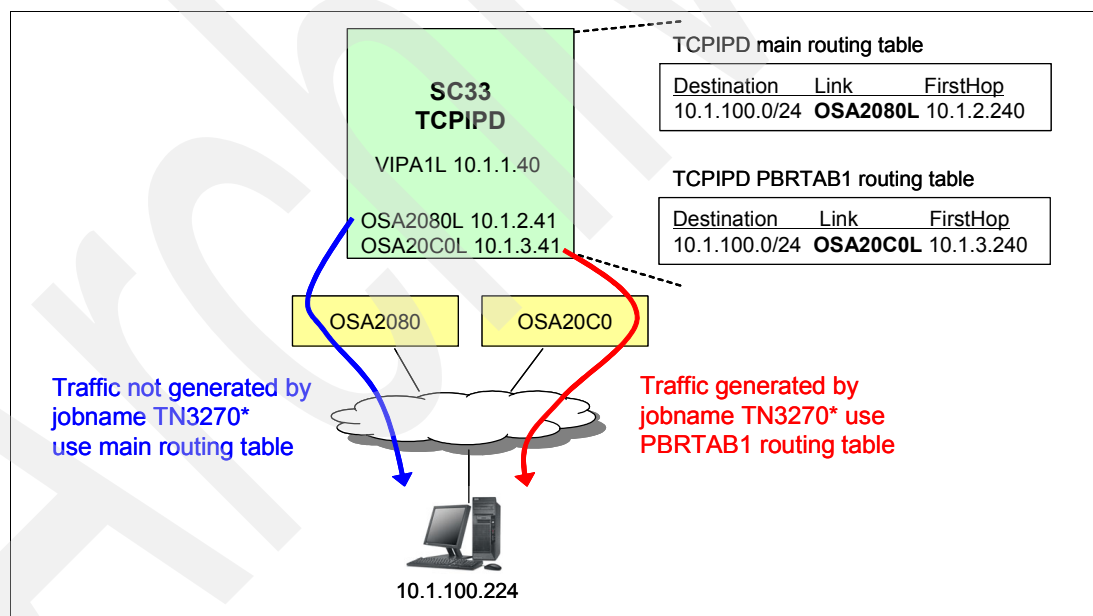 SC33
TCPIPD
VIPA1L 10.1.1.40
OSA2080L 10.1.2.41
OSA20C0L 10.1.3.41
TCPIPD main routing table
Destination Link FirstHop
10.1.100.0/24 OSA2080L 10.1.2.240
TCPIPD PBRTAB1 routing table
Destination Link FirstHop
10.1.100.0/24 OSA20C0L 10.1.3.240
OSA2080
OSA20C0
Traffic not generated by
jobname TN3270*
use main routing table
Traffic generated by
jobname TN3270* use
PBRTAB1 routing table
10.1.100.224